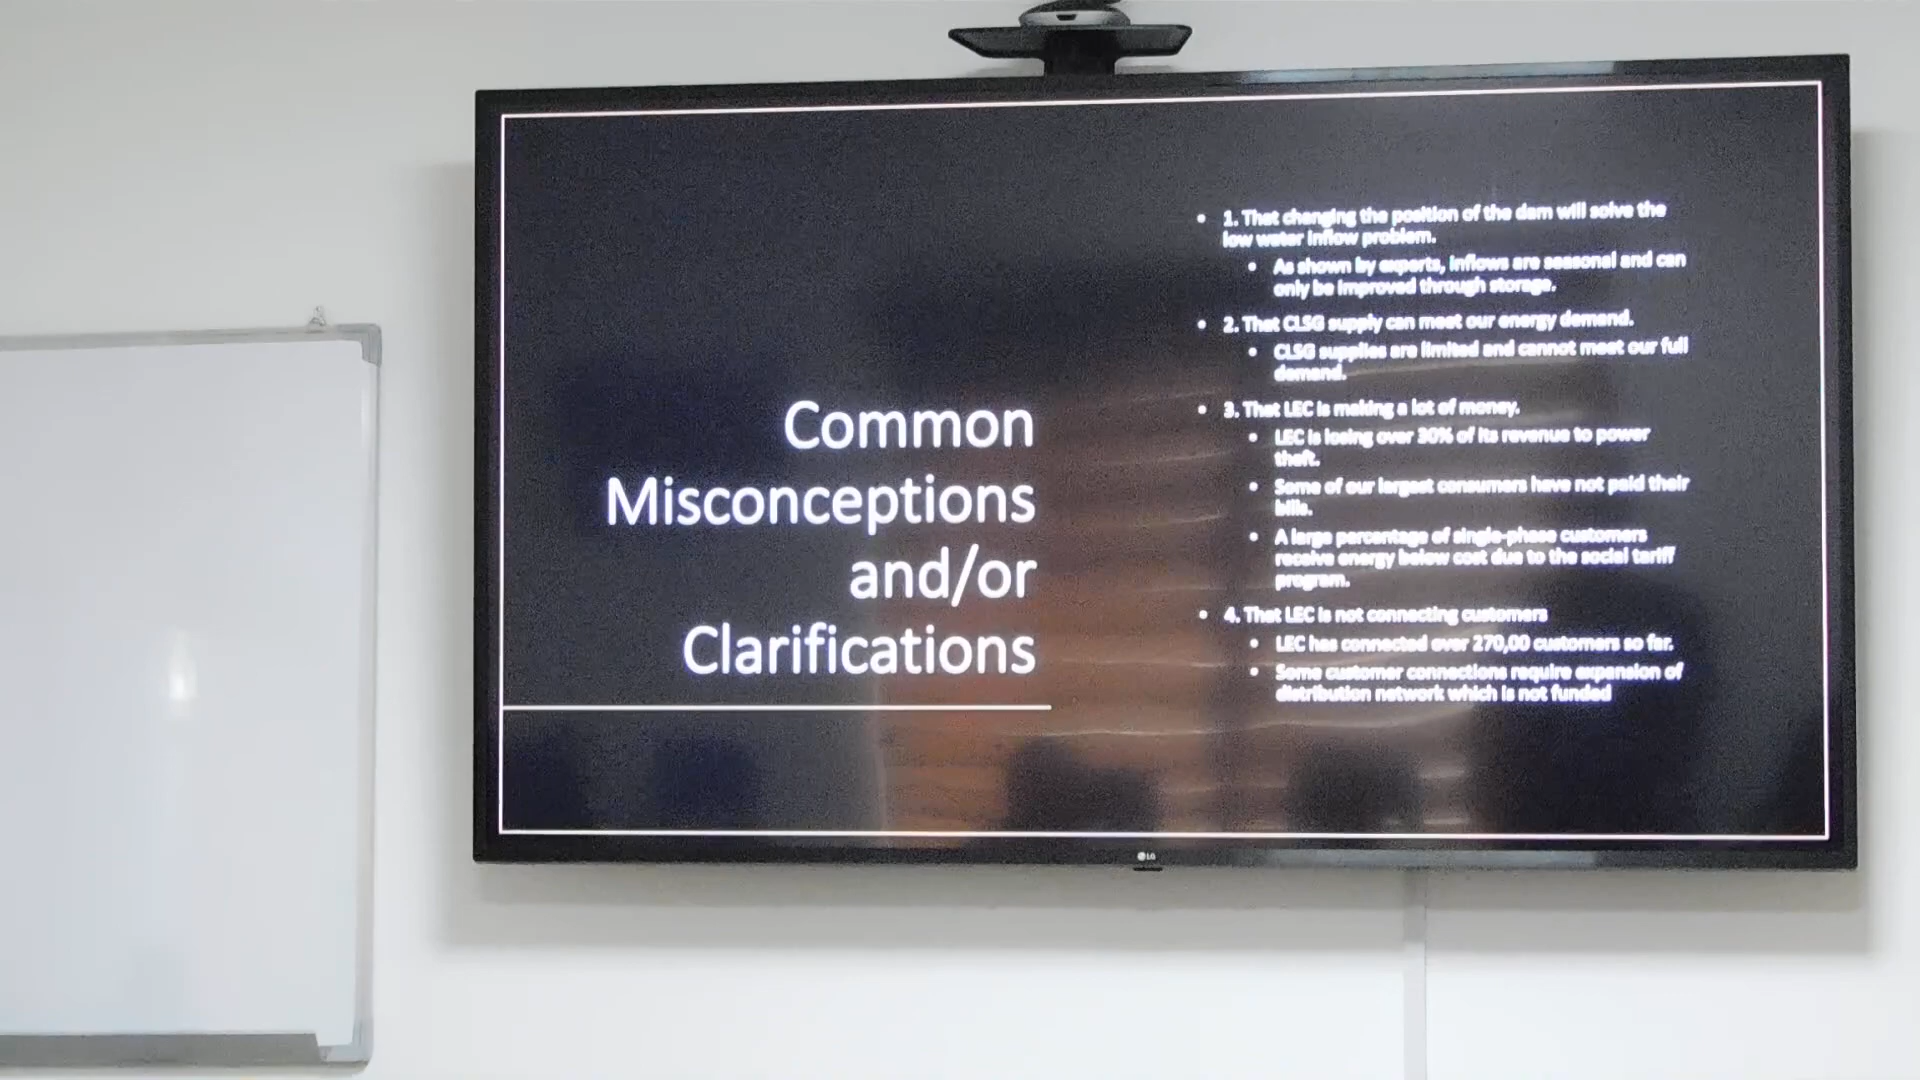 Common
Misconceptions
and/or
Clarifications
• 1. That changing the position of the dam will solve the
low water inflow problem.
• As shown by experts, inflows are seasonal and can
only be improved through storage.
• 2. That CLSG supply can meet our energy demand.
• CLSG supplies are limited and cannot meet our full
demand.
• 3. That LEC is making a lot of money.
• LEC is losing over 30% of its revenue to power
theft.
• Some of our largest consumers have not paid their
bills.
• A large percentage of single-phase customers
receive energy below cost due to the social tariff
program.
• 4. That LEC is not connecting customers
• LEC has connected over 270,00 customers so far.
• Some customer connections require expansion of
distribution network which is not funded
LG